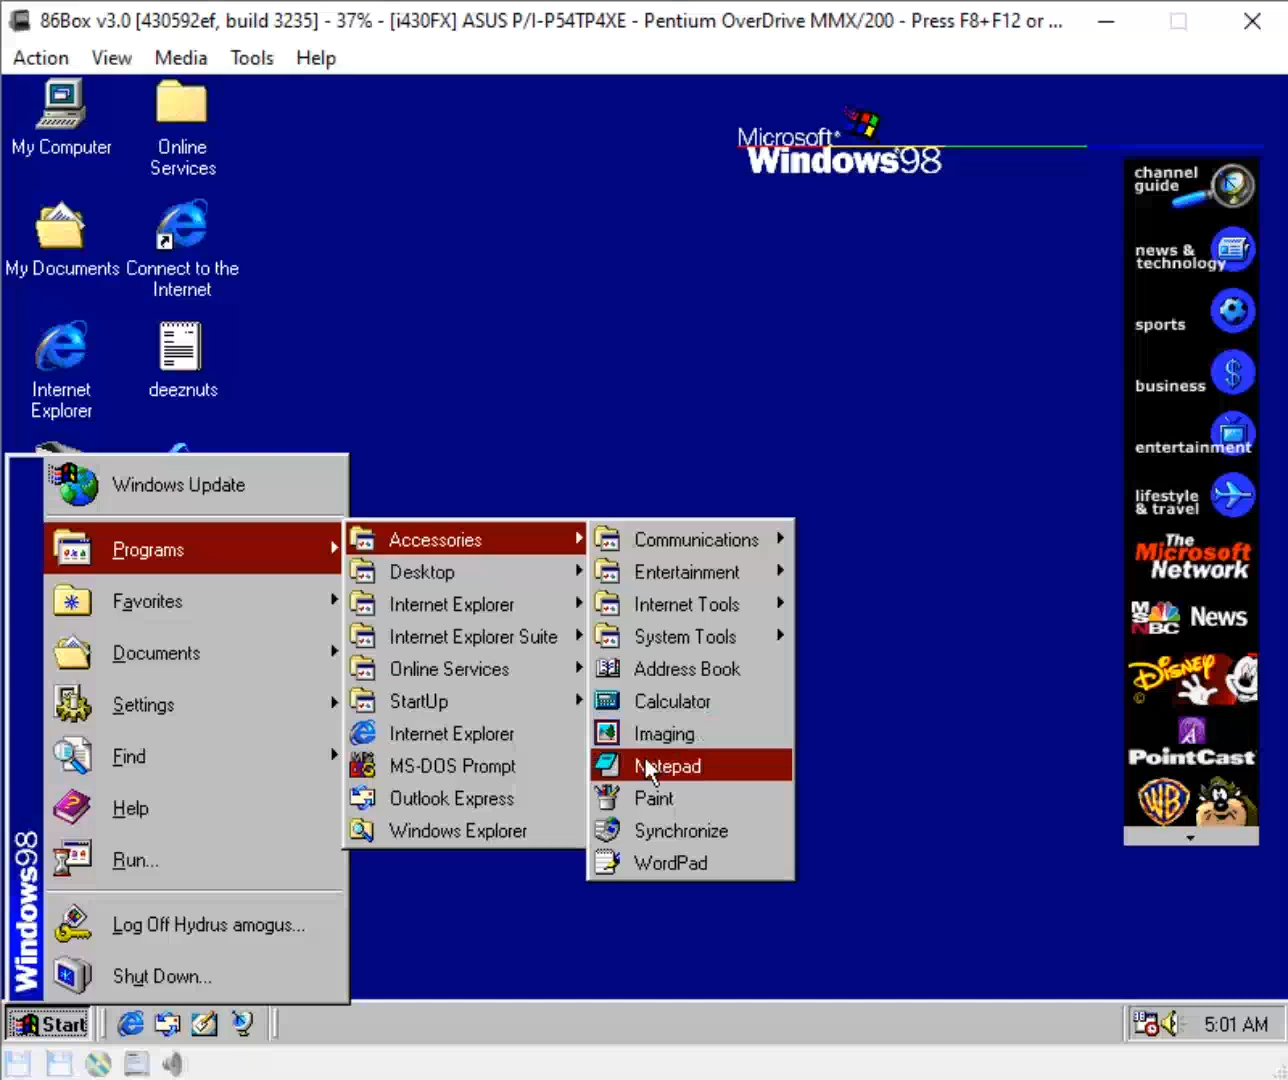 86Box v3.0 [430592ef, build 3235] - 37% - [i430FX] ASUS P/I-P54TP4XE - Pentium OverDrive MMX/200 - Press F8+F12 or ...
Action View Media Tools Help
My Computer
Online
Services
My Documents
Connect to the
Internet
Internet
Explorer
deeznuts
Microsoft
Windows98
channel
guide
news &
technology
sports
business
entertainment
lifestyle
& travel
The
Microsoft
Network
MSNBC News
Disney
PointCast
WB
Windows Update
Programs
Favorites
Documents
Settings
Find
Help
Run...
Log Off Hydrus amogus...
Shut Down...
Windows98
Accessories
Desktop
Internet Explorer
Internet Explorer Suite
Online Services
StartUp
Internet Explorer
MS-DOS Prompt
Outlook Express
Windows Explorer
Communications
Entertainment
Internet Tools
System Tools
Address Book
Calculator
Imaging
Notepad
Paint
Synchronize
WordPad
Start
5:01 AM